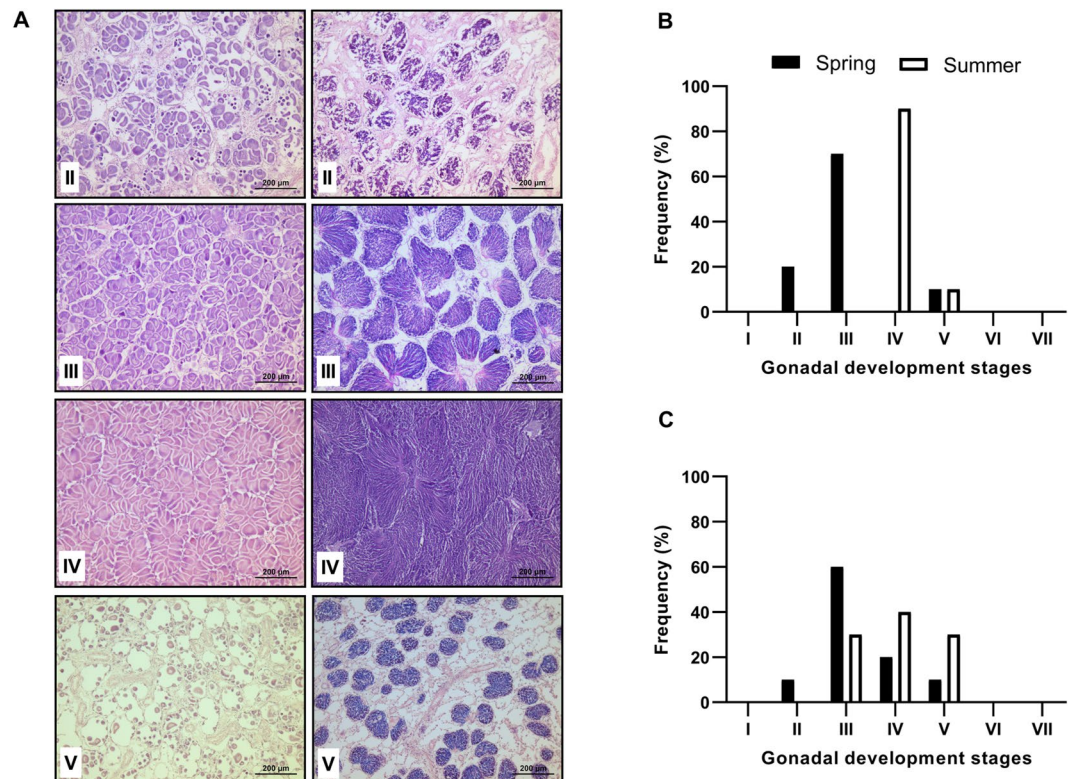 A
II
200 µm
II
200 µm
III
200 µm
III
200 µm
IV
200 µm
IV
200 µm
V
200 µm
V
200 µm
B
Spring
Summer
Frequency (%)
100
80
60
40
20
0
I II III IV V VI VII
Gonadal development stages
C
Frequency (%)
100
80
60
40
20
0
I II III IV V VI VII
Gonadal development stages